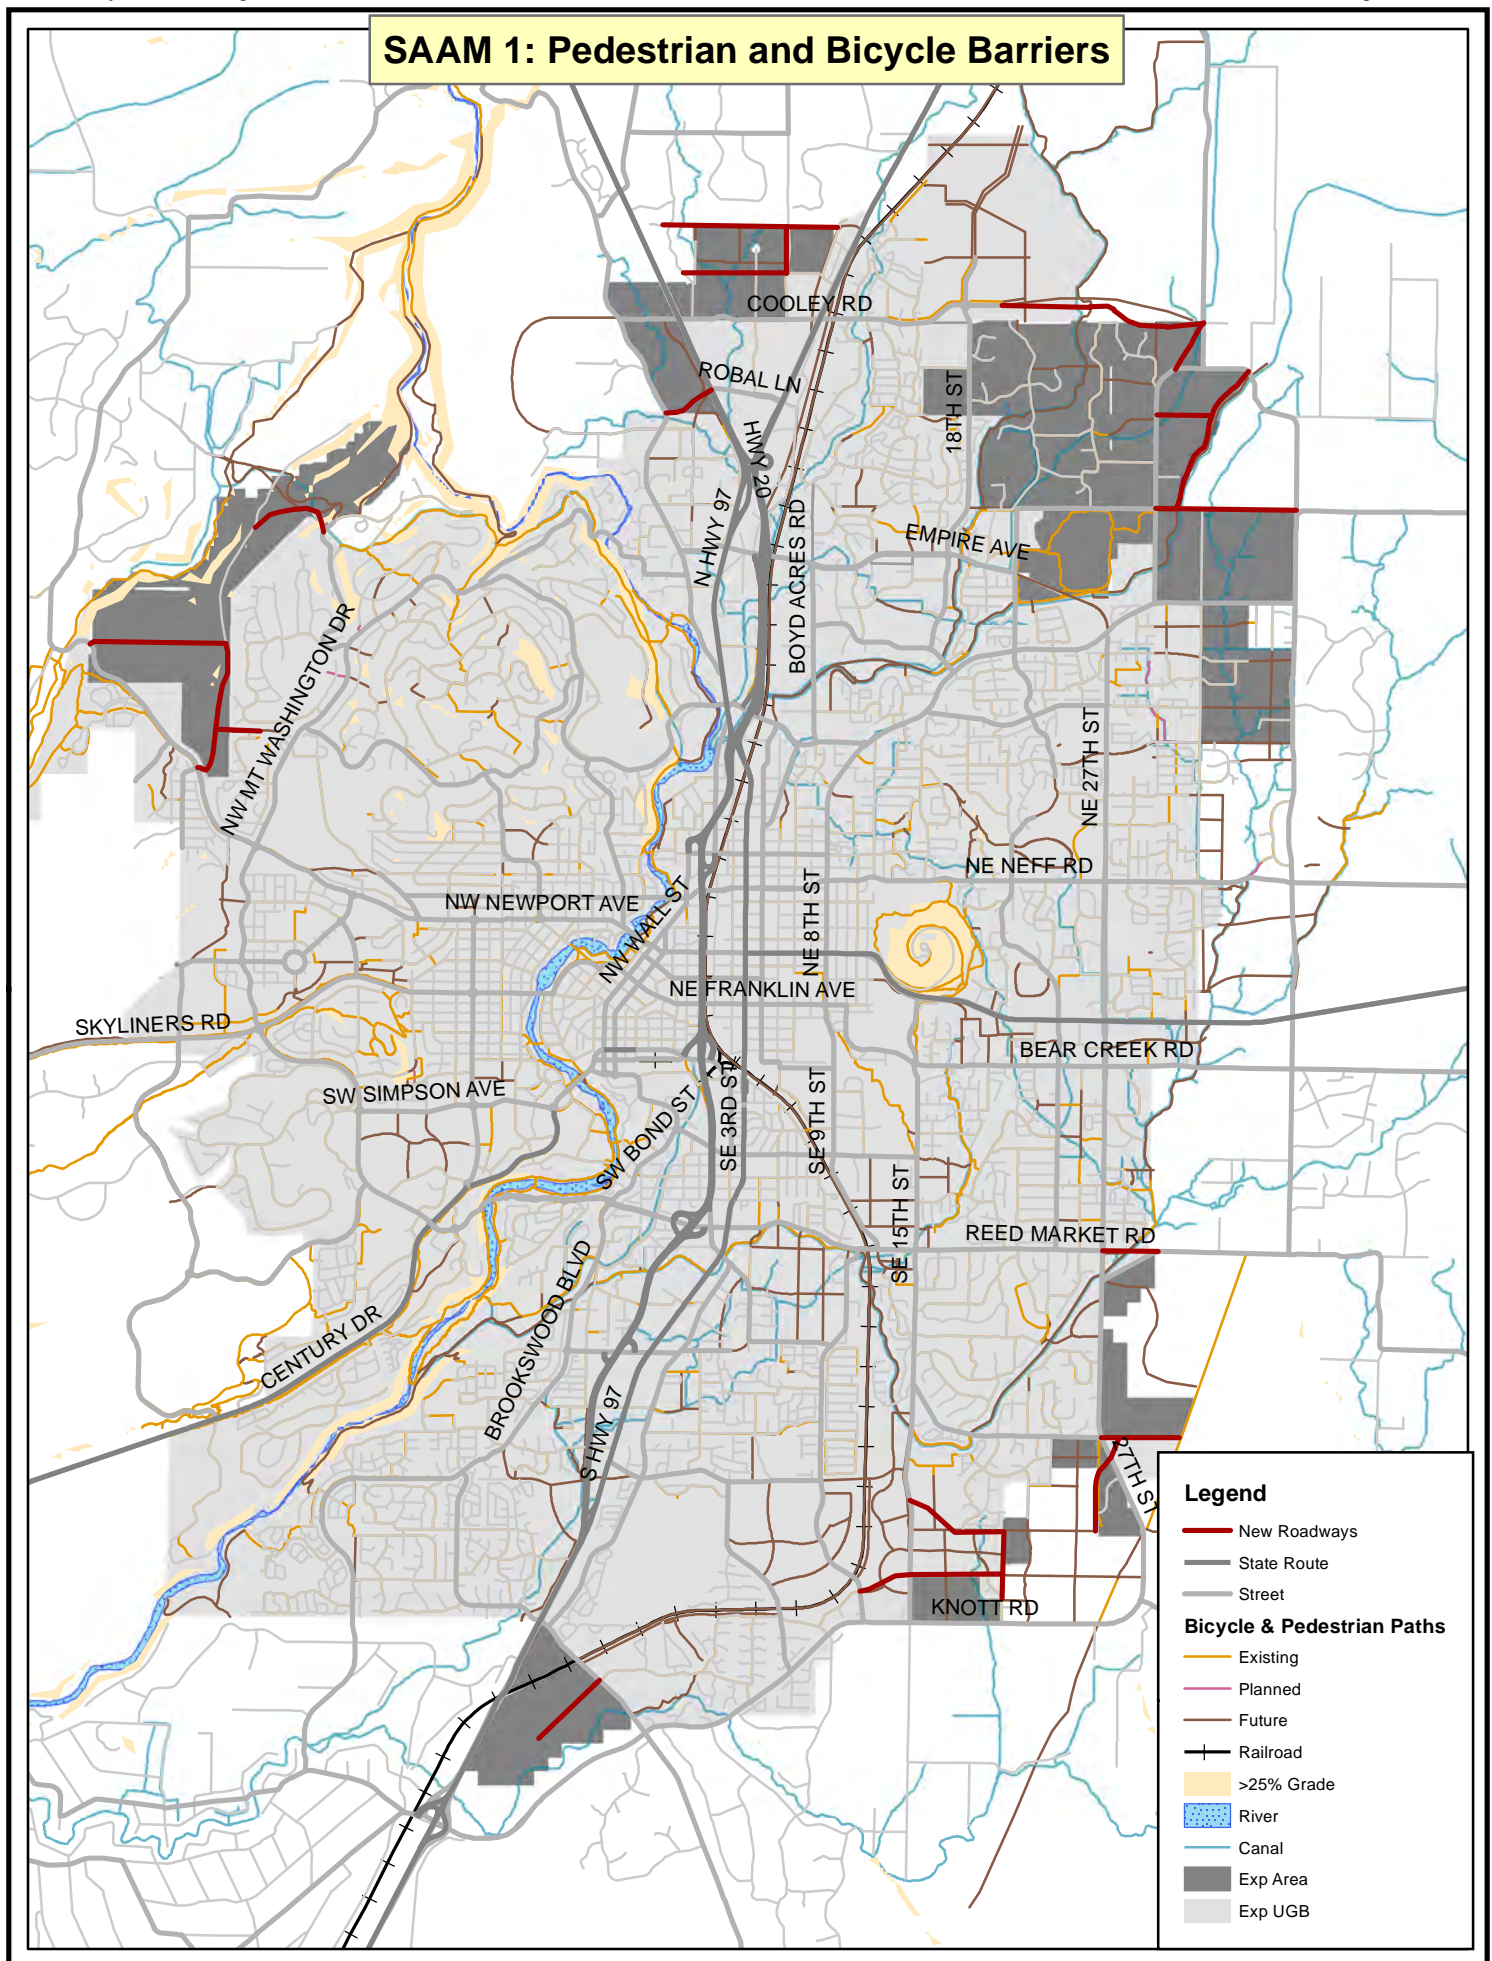 SAAM 1: Pedestrian and Bicycle Barriers
COOLEY RD
ROBAL LN
18TH ST
HWY 20
N HWY 97
BOYD ACRES RD
EMPIRE AVE
NW MT WASHINGTON DR
NE 27TH ST
NE NEFF RD
NW NEWPORT AVE
NW WALL ST
NE 8TH ST
NE FRANKLIN AVE
SKYLINERS RD
BEAR CREEK RD
SW SIMPSON AVE
SW BOND ST
SE 3RD ST
SE 9TH ST
SE 15TH ST
REED MARKET RD
BROOKSWOOD BLVD
CENTURY DR
S HWY 97
27TH ST
KNOTT RD
Legend
New Roadways
State Route
Street
Bicycle & Pedestrian Paths
Existing
Planned
Future
Railroad
>25% Grade
River
Canal
Exp Area
Exp UGB